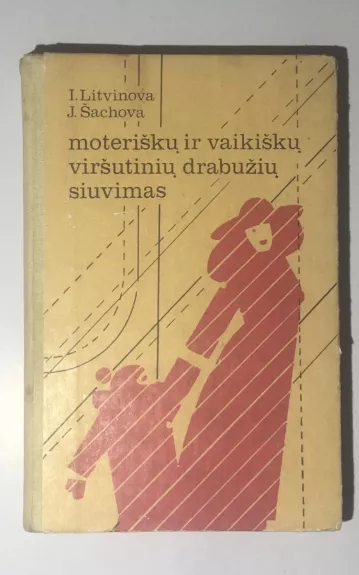 I. Litvinova
J. Šachova
moteriškų ir vaikiškų
viršutinių drabužių
siuvimas